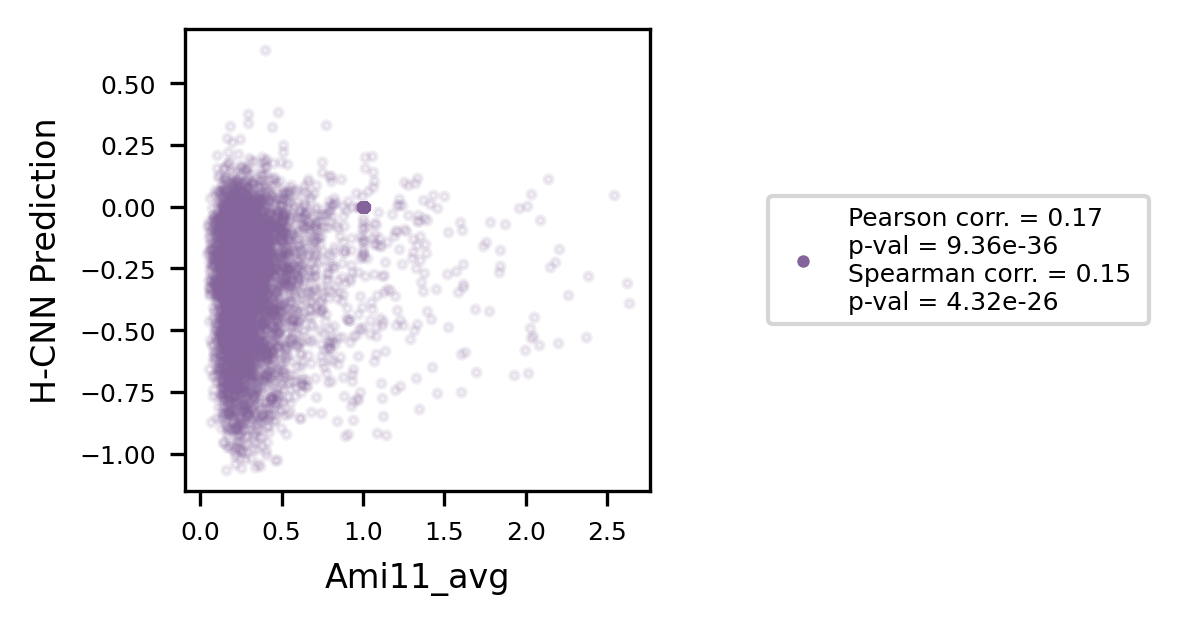 H-CNN Prediction
0.50
0.25
0.00
−0.25
−0.50
−0.75
−1.00
0.0 0.5 1.0 1.5 2.0 2.5
Ami11_avg
Pearson corr. = 0.17
p-val = 9.36e-36
Spearman corr. = 0.15
p-val = 4.32e-26